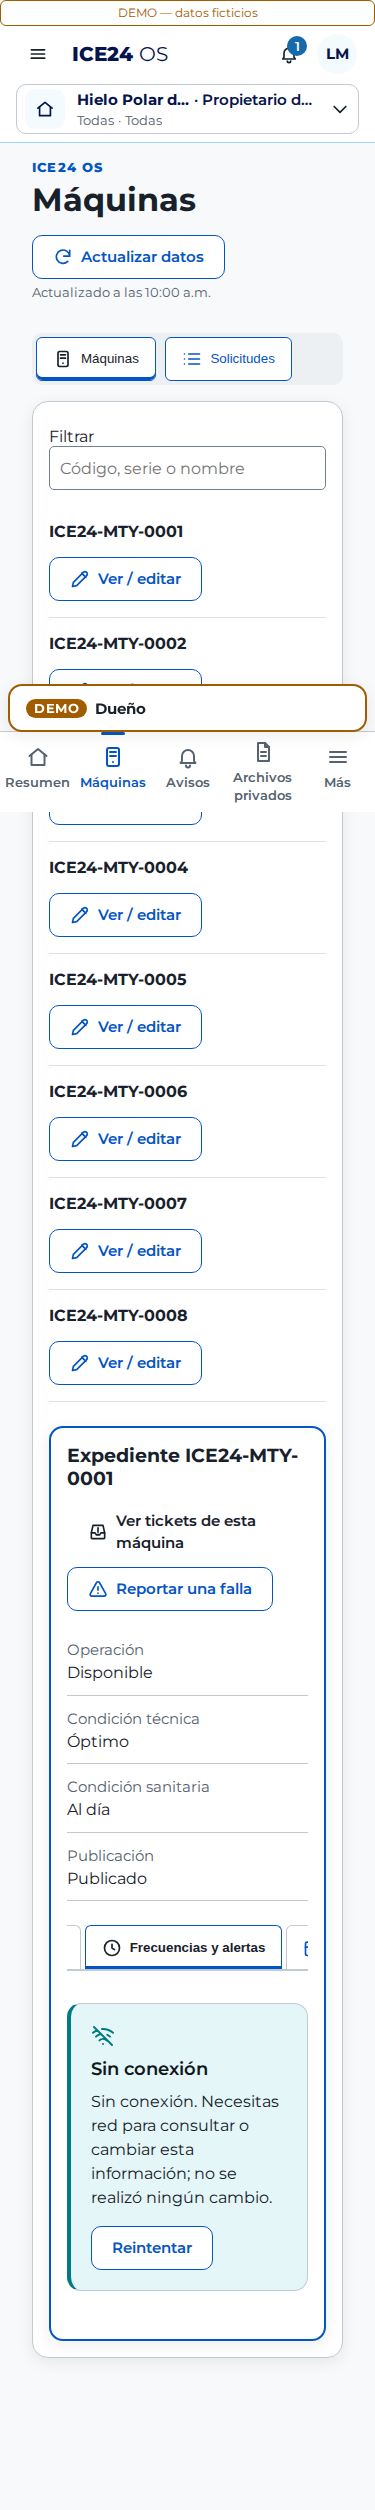 DEMO — datos ficticios
ICE24 OS
1
LM
Hielo Polar d... · Propietario d...
Todas · Todas
ICE24 OS
Máquinas
Actualizar datos
Actualizado a las 10:00 a.m.
Máquinas
Solicitudes
Filtrar
Código, serie o nombre
ICE24-MTY-0001
Ver / editar
ICE24-MTY-0002
DEMO Dueño
Resumen
Máquinas
Avisos
Archivos privados
Más
ICE24-MTY-0004
Ver / editar
ICE24-MTY-0005
Ver / editar
ICE24-MTY-0006
Ver / editar
ICE24-MTY-0007
Ver / editar
ICE24-MTY-0008
Ver / editar
Expediente ICE24-MTY-
0001
Ver tickets de esta
máquina
Reportar una falla
Operación
Disponible
Condición técnica
Óptimo
Condición sanitaria
Al día
Publicación
Publicado
Frecuencias y alertas
Sin conexión
Sin conexión. Necesitas
red para consultar o
cambiar esta
información; no se
realizó ningún cambio.
Reintentar